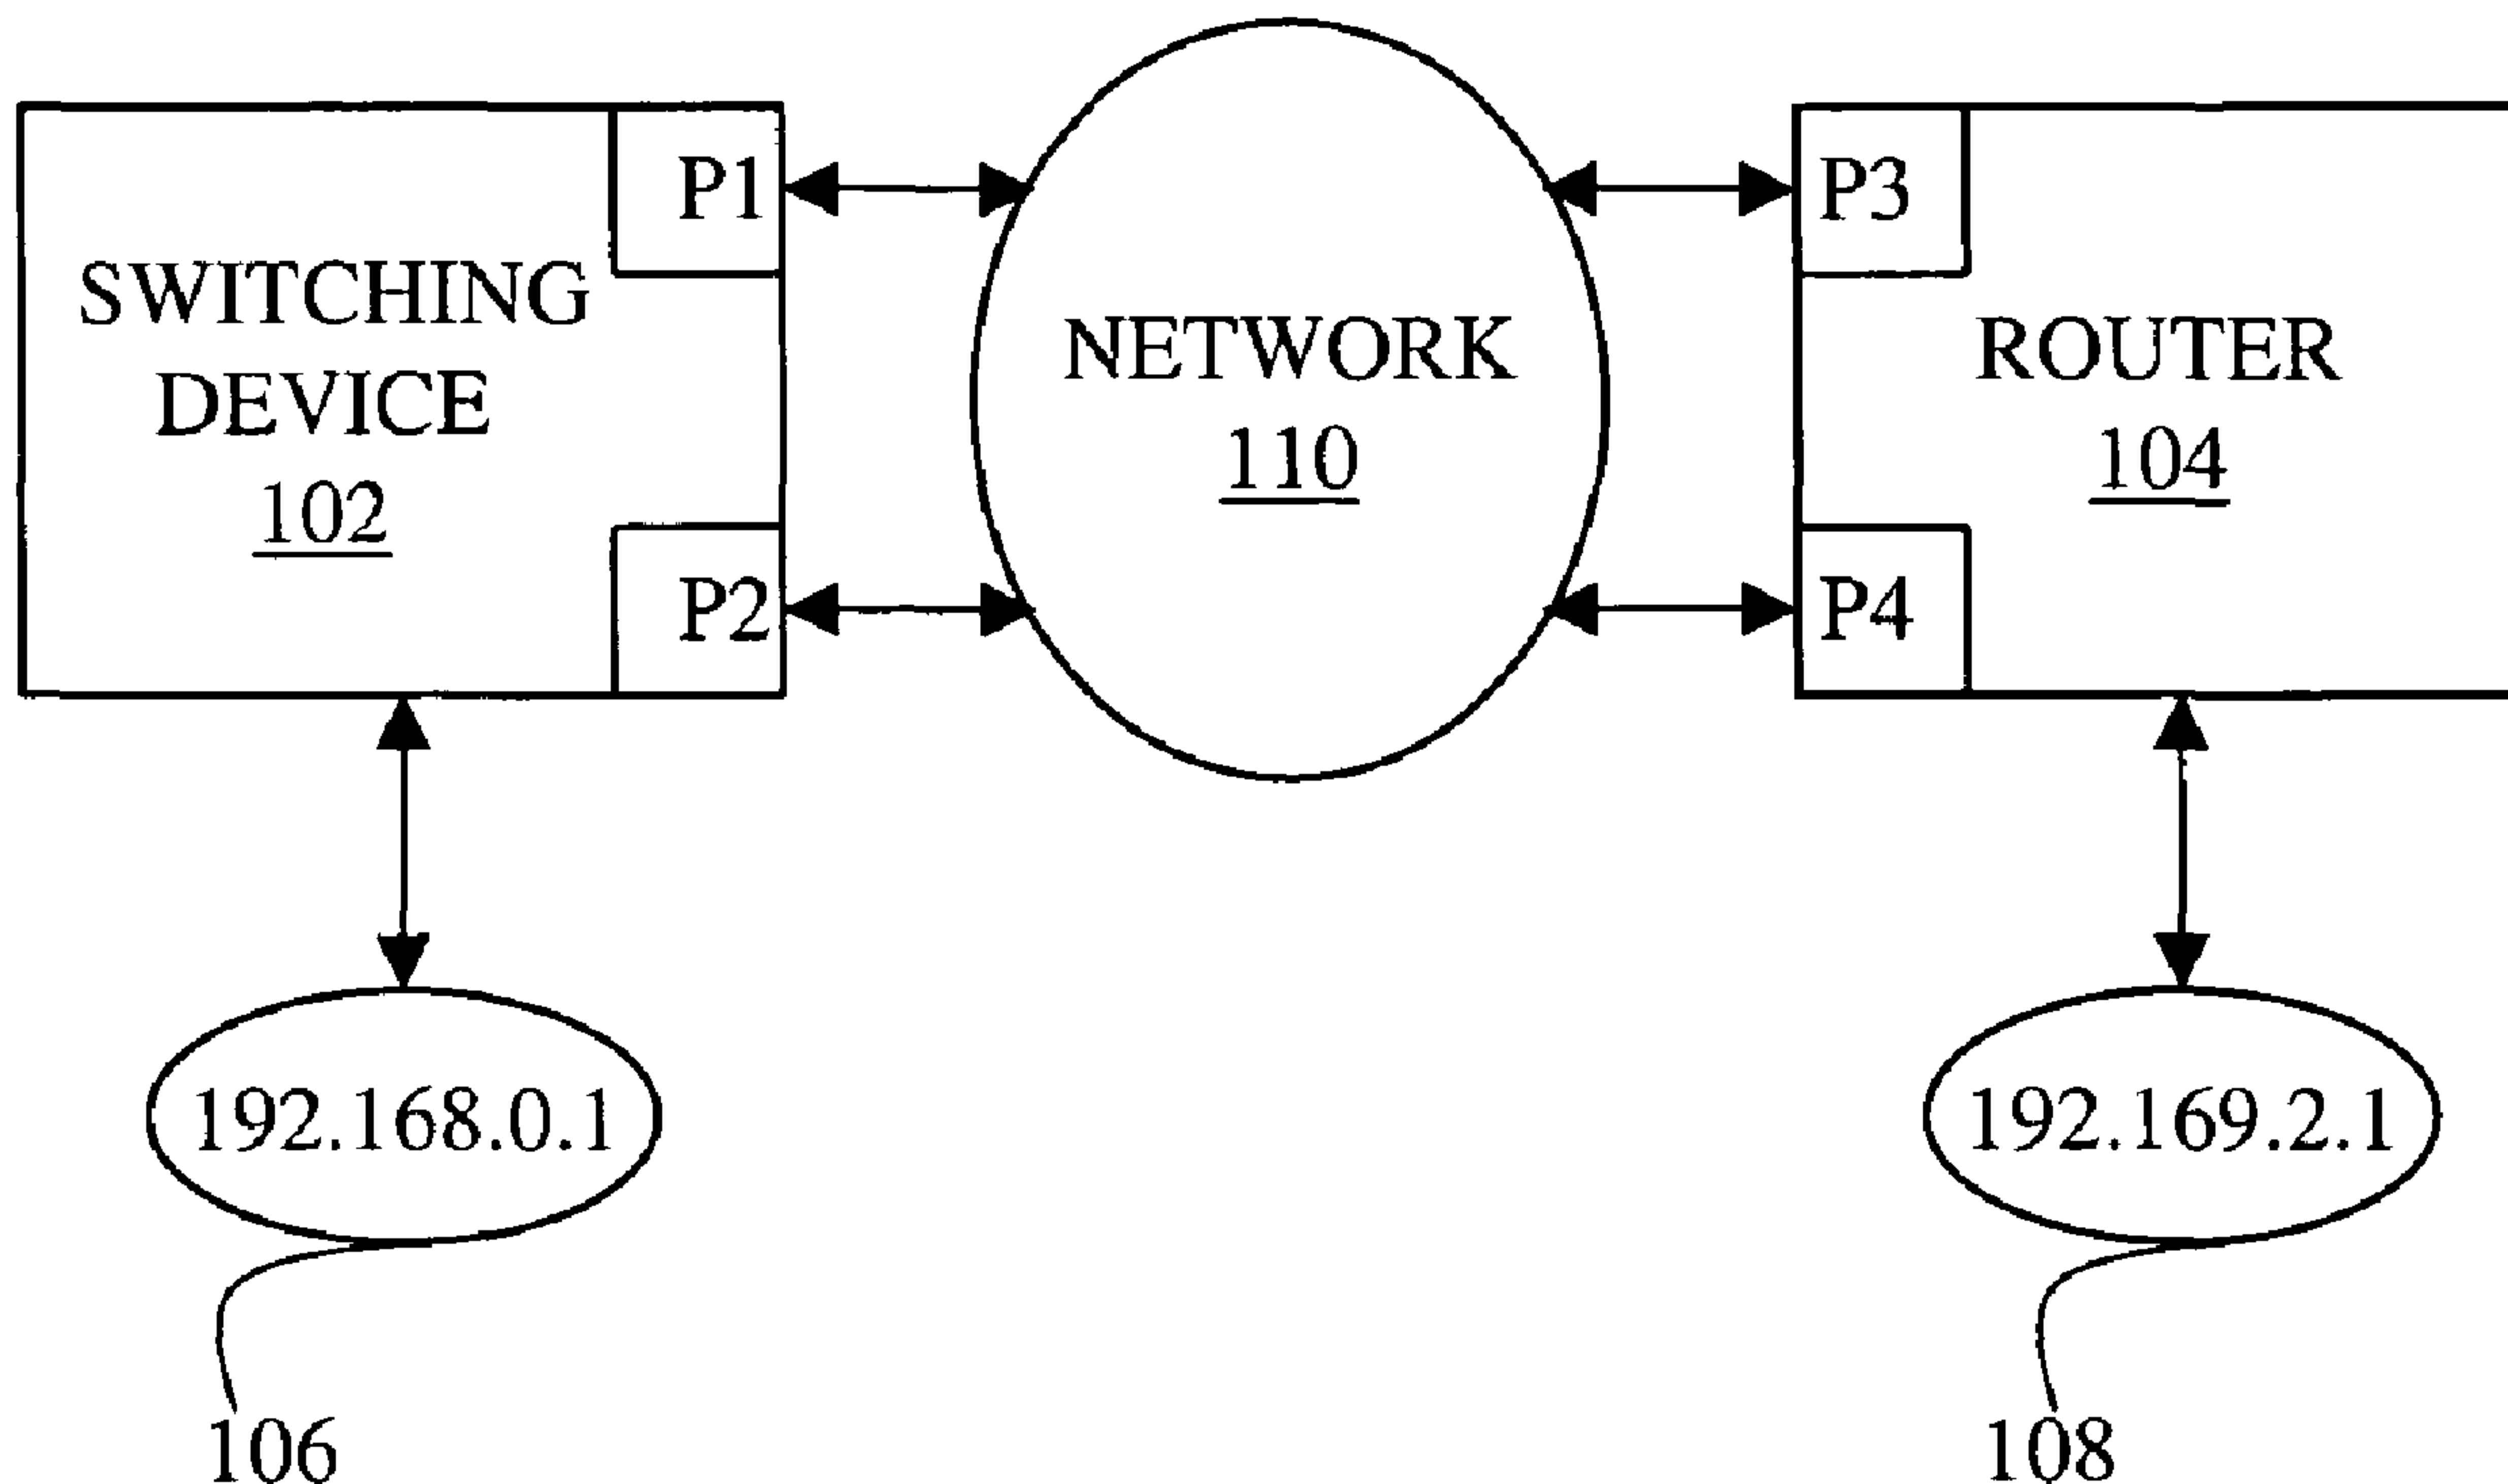 P1
P3
SWITCHING
DEVICE
102
NETWORK
110
ROUTER
104
P2
P4
192.168.0.1
192.169.2.1
106
108